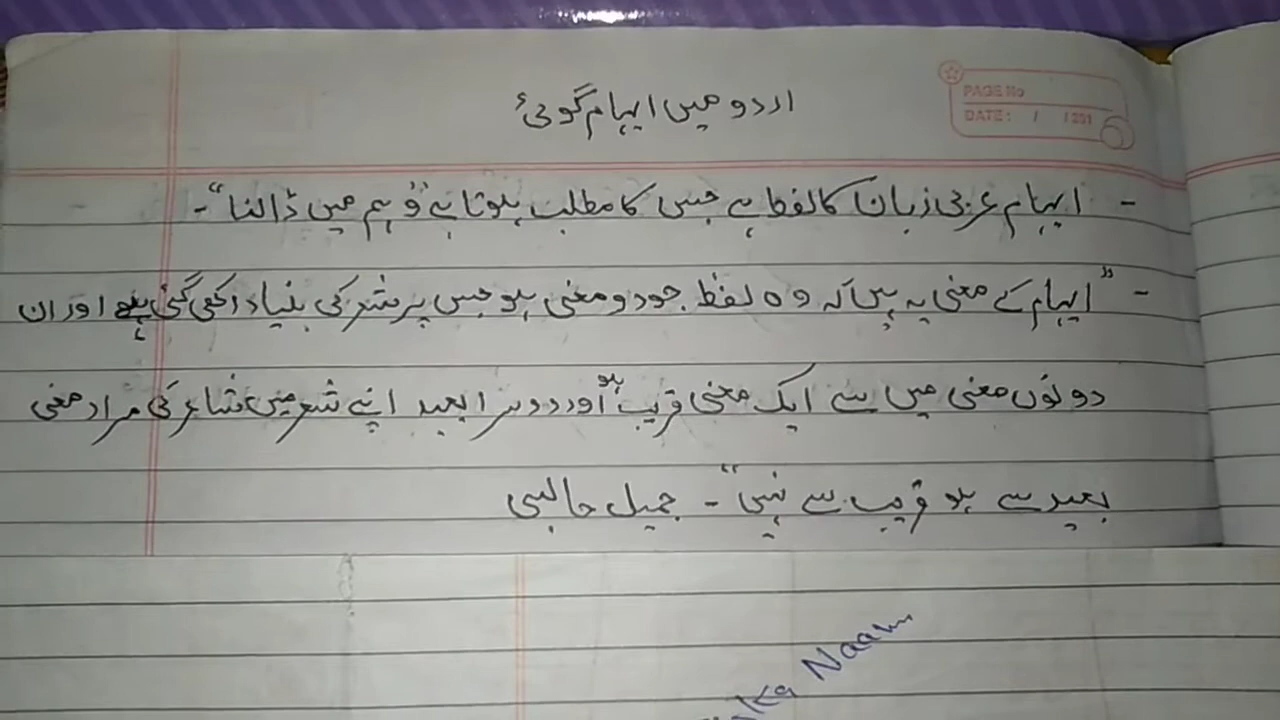 اردو میں ایہام گوئی
PAGE No
DATE: / /201
- ایہام عربی زبان کا لفظ ہے جس کا مطلب ہوتا ہے "وہم میں ڈالنا"-
- "ایہام کے معنی یہ ہیں کہ وہ لفظ جو دو معنی ہو جس پر شعر کی بنیاد رکھی گئی ہو اور ان
دونوں معنی میں سے ایک معنی قریب ہو اور دوسرا بعید اپنے شعر میں شاعر کی مراد معنی
بعید سے ہو قریب سے نہیں"- جمیل جالبی
ka Naam